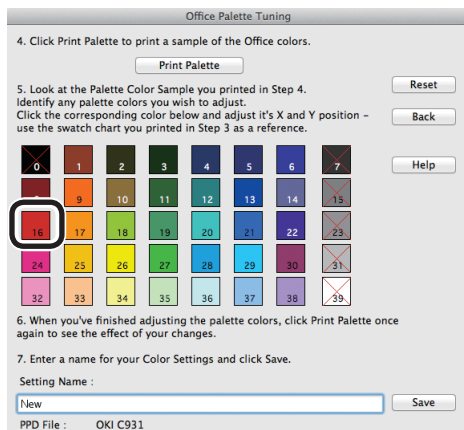 Office Palette Tuning
4. Click Print Palette to print a sample of the Office colors.
Print Palette
5. Look at the Palette Color Sample you printed in Step 4.
Identify any palette colors you wish to adjust.
Click the corresponding color below and adjust it's X and Y position –
use the swatch chart you printed in Step 3 as a reference.
Reset
Back
Help
0 1 2 3 4 5 6 7
9 10 11 12 13 14 15
16 17 18 19 20 21 22 23
24 25 26 27 28 29 30 31
32 33 34 35 36 37 38 39
6. When you've finished adjusting the palette colors, click Print Palette once
again to see the effect of your changes.
7. Enter a name for your Color Settings and click Save.
Setting Name :
New
Save
PPD File : OKI C931